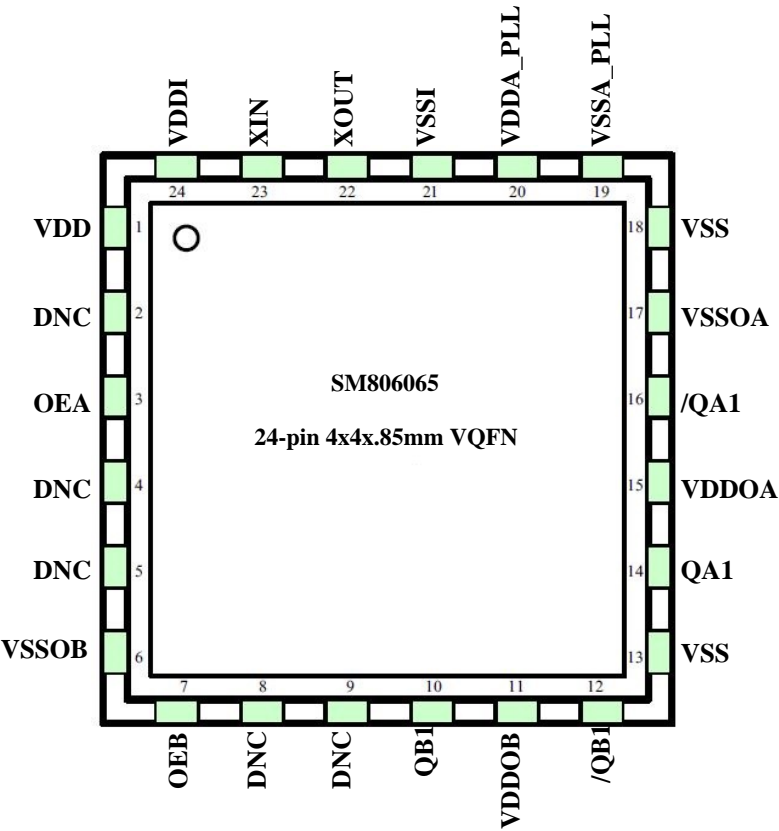 VDDI
XIN
XOUT
VSSI
VDDA_PLL
VSSA_PLL
24
23
22
21
20
19
VDD 1
DNC 2
OEA 3
DNC 4
DNC 5
VSSOB 6
SM806065
24-pin 4x4x.85mm VQFN
18 VSS
17 VSSOA
16 /QA1
15 VDDOA
14 QA1
13 VSS
7
8
9
10
11
12
OEB
DNC
DNC
QB1
VDDOB
/QB1